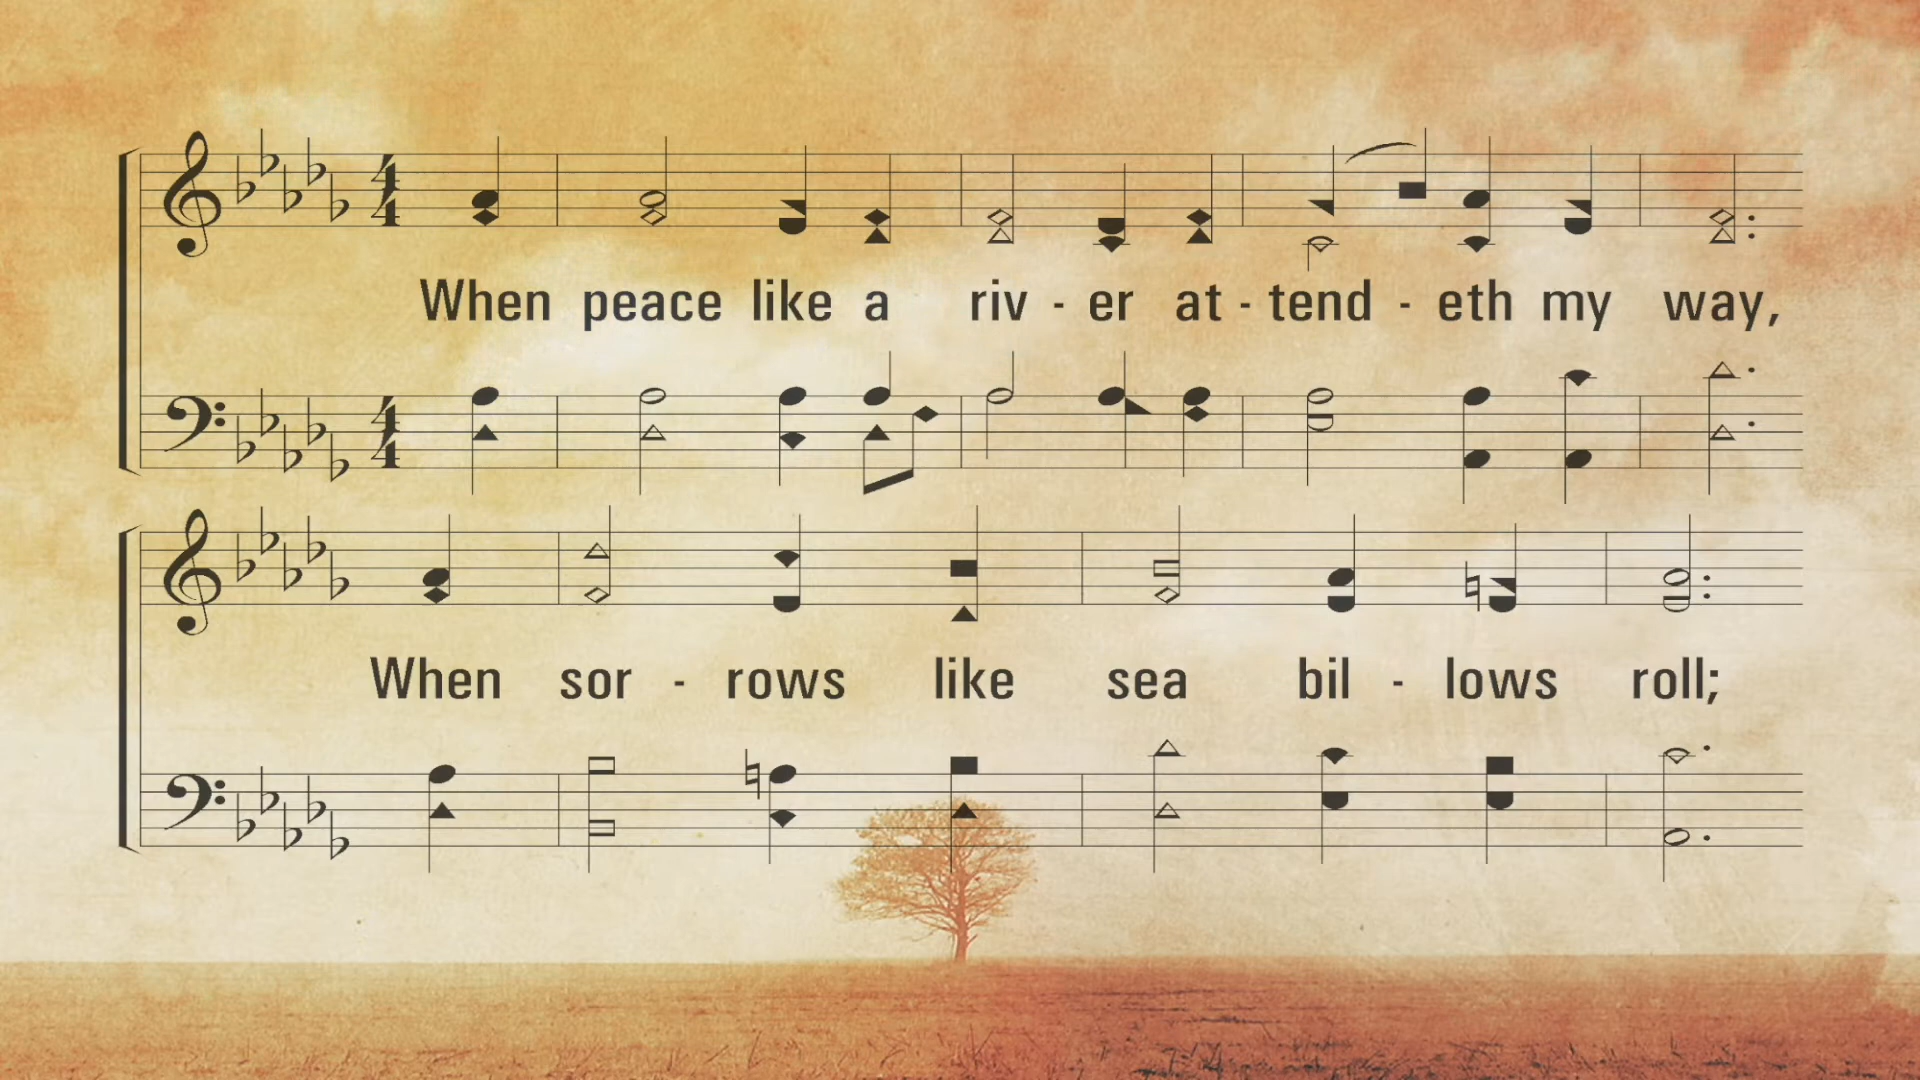 When peace like a riv - er at - tend - eth my way,
When sor - rows like sea bil - lows roll;